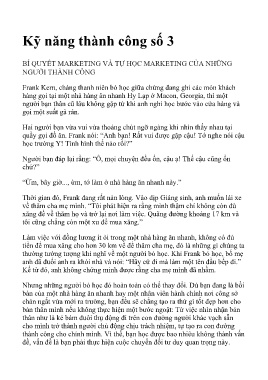 Kỹ năng thành công số 3
BÍ QUYẾT MARKETING VÀ TỰ HỌC MARKETING CỦA NHỮNG
NGƯỜI THÀNH CÔNG
Frank Kern, chàng thanh niên bỏ học giữa chừng đang ghi các món khách
hàng gọi tại một nhà hàng ăn nhanh Hy Lạp ở Macon, Georgia, thì một
người bạn thân cũ lâu không gặp từ khi anh nghỉ học bước vào cửa hàng và
gọi một suất gà rán.
Hai người bạn vừa vui vừa thoáng chút ngỡ ngàng khi nhìn thấy nhau tại
quầy gọi đồ ăn. Frank nói: “Anh bạn! Rất vui được gặp cậu! Tớ nghe nói cậu
học trường Y! Tình hình thế nào rồi?”
Người bạn đáp lại rằng: “Ồ, mọi chuyện đều ổn, cậu ạ! Thế cậu cũng ổn
chứ?”
“Ừm, bây giờ..., ừm, tớ làm ở nhà hàng ăn nhanh này.”
Thời gian đó, Frank đang rất nản lòng. Vào dịp Giáng sinh, anh muốn lái xe
về thăm cha mẹ mình. “Tôi phát hiện ra rằng mình thậm chí không còn đủ
xăng để về thăm họ và trở lại nơi làm việc. Quãng đường khoảng 17 km và
tôi cũng chẳng còn một xu để mua xăng.”
Làm việc với đồng lương ít ỏi trong một nhà hàng ăn nhanh, không có đủ
tiền để mua xăng cho hơn 30 km về để thăm cha mẹ, đó là những gì chúng ta
thường tưởng tượng khi nghĩ về một người bỏ học. Khi Frank bỏ học, bố mẹ
anh đã đuổi anh ra khỏi nhà và nói: “Hãy cứ đi mà làm một tên đầu bếp đi.”
Kể từ đó, anh không chứng minh được rằng cha mẹ mình đã nhầm.
Nhưng những người bỏ học đó hoàn toàn có thể thay đổi. Dù bạn đang là bồi
bàn của một nhà hàng ăn nhanh hay một nhân viên hành chính nơi công sở
chán ngắt vừa mới ra trường, bạn đều sẽ chẳng tạo ra thứ gì tốt đẹp hơn cho
bản thân mình nếu không thực hiện một bước ngoặt: Từ việc nhìn nhận bản
thân như là kẻ bám đuôi thụ động đi trên con đường người khác vạch sẵn
cho mình trở thành người chủ động chịu trách nhiệm, tự tạo ra con đường
thành công cho chính mình. Vì thế, bạn học được bao nhiêu không thành vấn
đề, vấn đề là bạn phải thực hiện cuộc chuyển đổi tư duy quan trọng này.